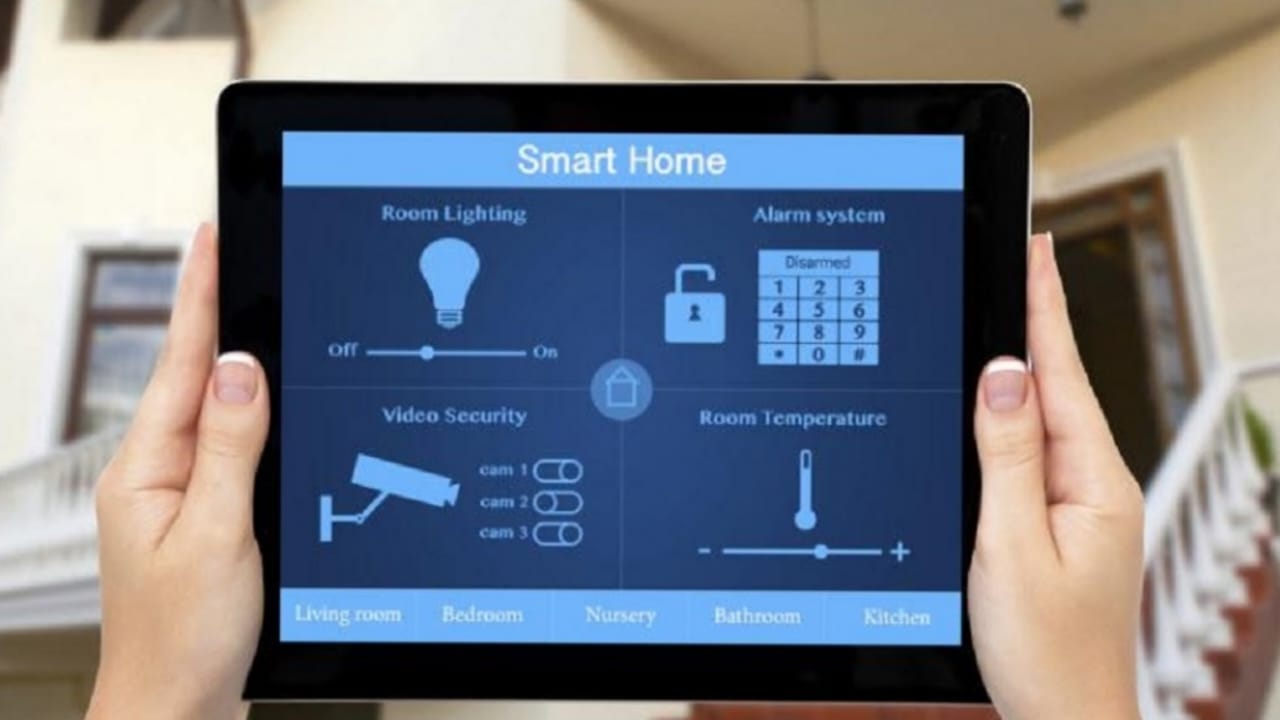 Smart Home
Room Lighting
Off On
Alarm system
Disarmed
1 2 3
4 5 6
7 8 9
* 0 #
Video Security
cam 1
cam 2
cam 3
Room Temperature
- +
Living room Bedroom Nursery Bathroom Kitchen